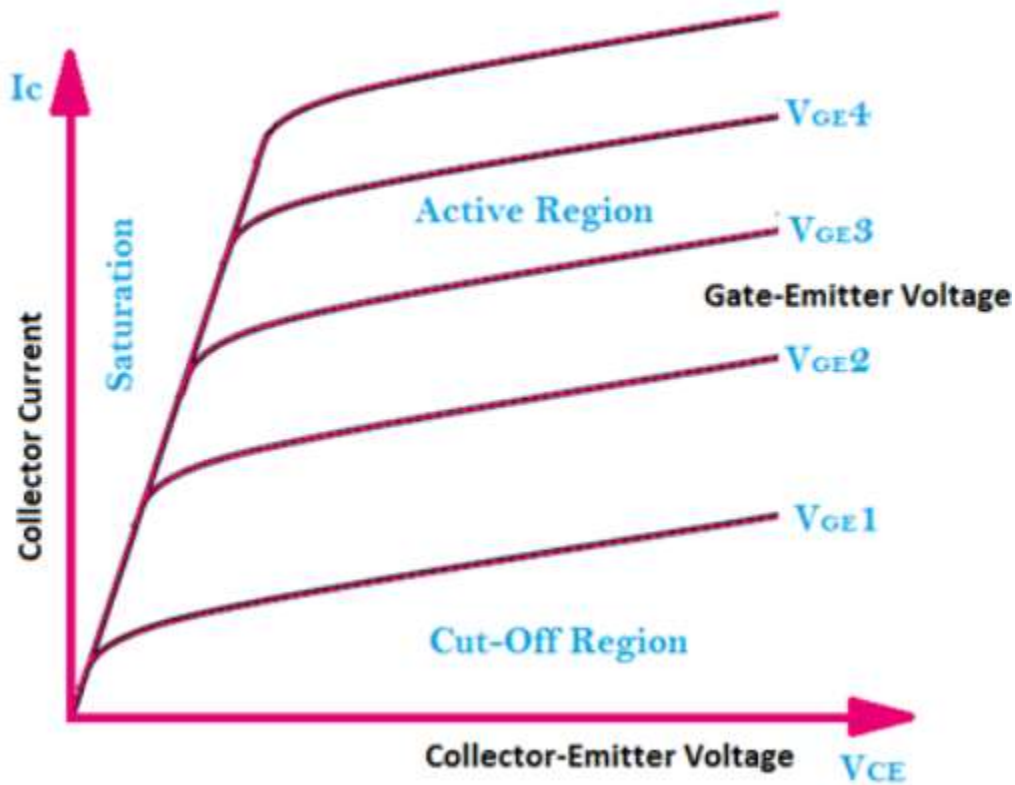 Ic
VGE4
Active Region
VGE3
Saturation
Gate-Emitter Voltage
Collector Current
VGE2
VGE1
Cut-Off Region
Collector-Emitter Voltage
VCE